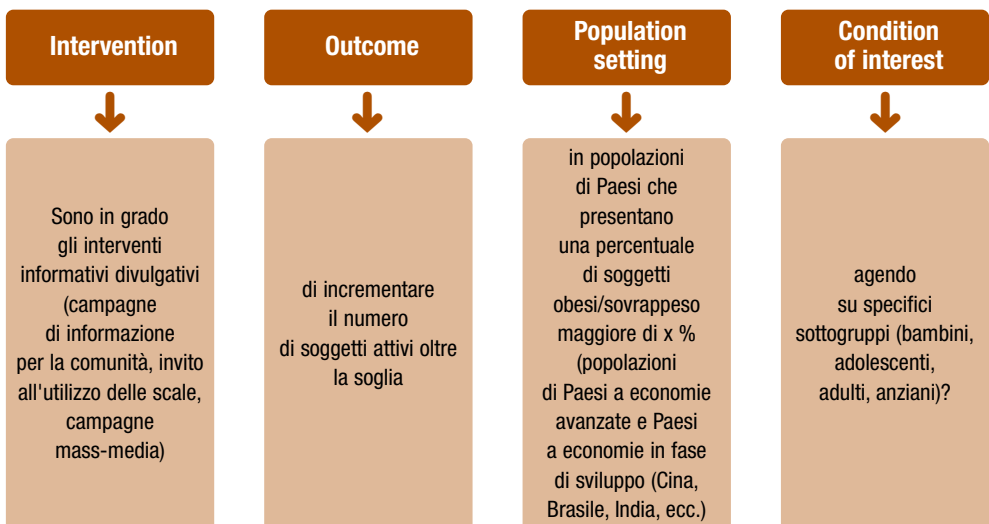 Intervention
Sono in grado
gli interventi
informativi divulgativi
(campagne
di informazione
per la comunità, invito
all'utilizzo delle scale,
campagne
mass-media)
Outcome
di incrementare
il numero
di soggetti attivi oltre
la soglia
Population
setting
in popolazioni
di Paesi che
presentano
una percentuale
di soggetti
obesi/sovrappeso
maggiore di x %
(popolazioni
di Paesi a economie
avanzate e Paesi
a economie in fase
di sviluppo (Cina,
Brasile, India, ecc.)
Condition
of interest
agendo
su specifici
sottogruppi (bambini,
adolescenti,
adulti, anziani)?